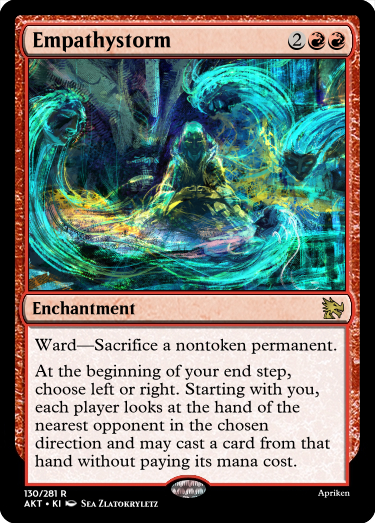 Empathystorm 2
Enchantment
Ward—Sacrifice a nontoken permanent.
At the beginning of your end step,
choose left or right. Starting with you,
each player looks at the hand of the
nearest opponent in the chosen
direction and may cast a card from that
hand without paying its mana cost.
130/281 R Apriken
AKT • KI Sea Zlatokryletz